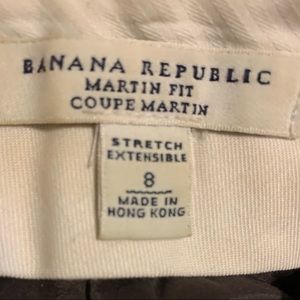 BANANA REPUBLIC
MARTIN FIT
COUPE MARTIN
STRETCH
EXTENSIBLE
8
MADE IN
HONG KONG